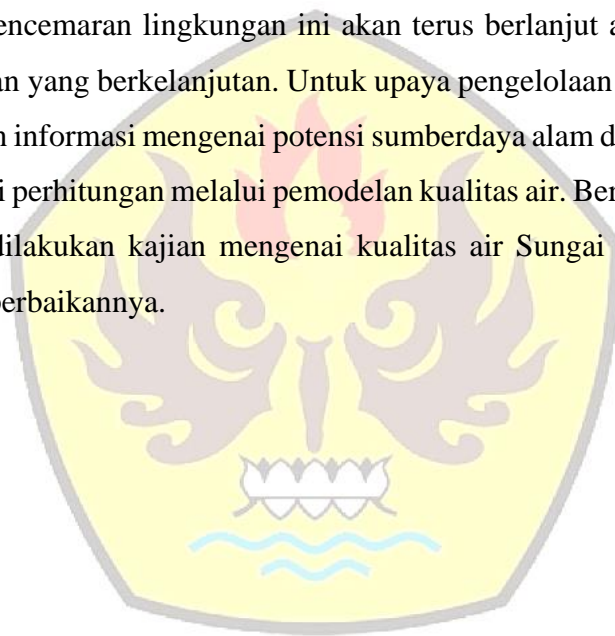 encemaran lingkungan ini akan terus berlanjut a
an yang berkelanjutan. Untuk upaya pengelolaan
n informasi mengenai potensi sumberdaya alam d
i perhitungan melalui pemodelan kualitas air. Ber
dilakukan kajian mengenai kualitas air Sungai
perbaikannya.